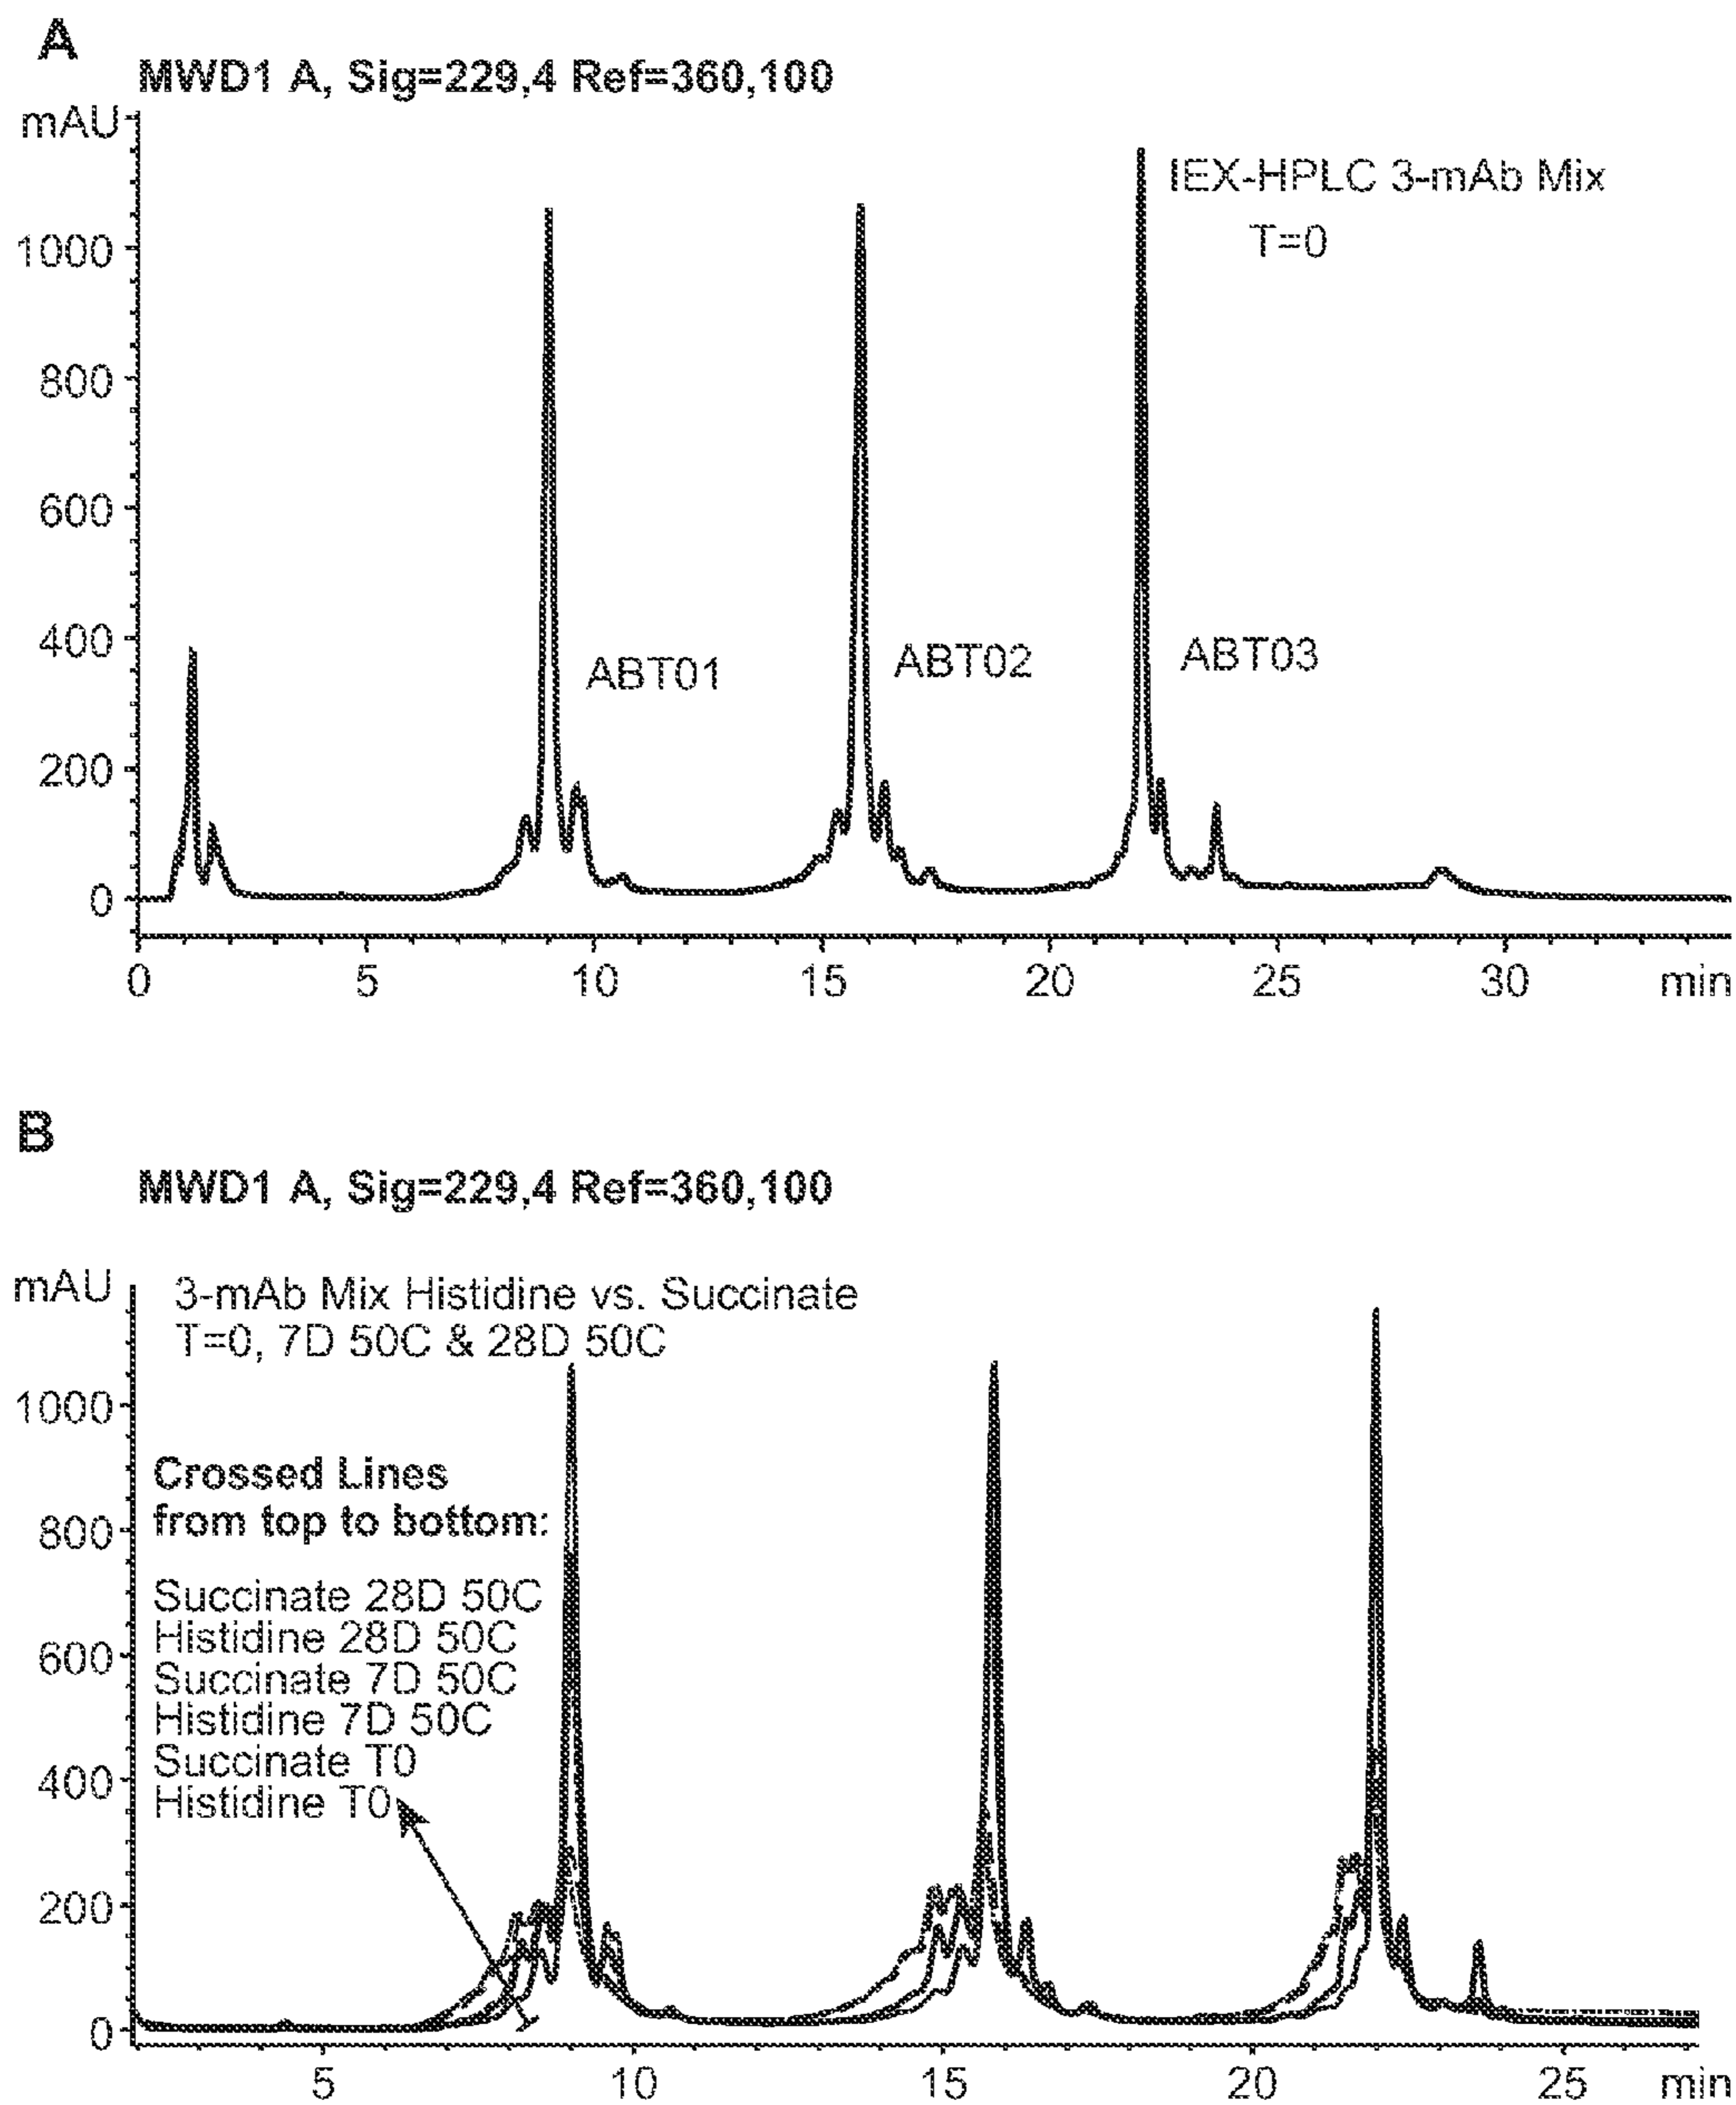 A
MWD1 A, Sig=229,4 Ref=360,100
mAU
IEX-HPLC 3-mAb Mix
T=0
1000
800
600
400
200
0
ABT01
ABT02
ABT03
0 5 10 15 20 25 30 min
B
MWD1 A, Sig=229,4 Ref=360,100
mAU
3-mAb Mix Histidine vs. Succinate
T=0, 7D 50C & 28D 50C
1000
800
600
400
200
0
Crossed Lines
from top to bottom:
Succinate 28D 50C
Histidine 28D 50C
Succinate 7D 50C
Histidine 7D 50C
Succinate T0
Histidine T0
5 10 15 20 25 min